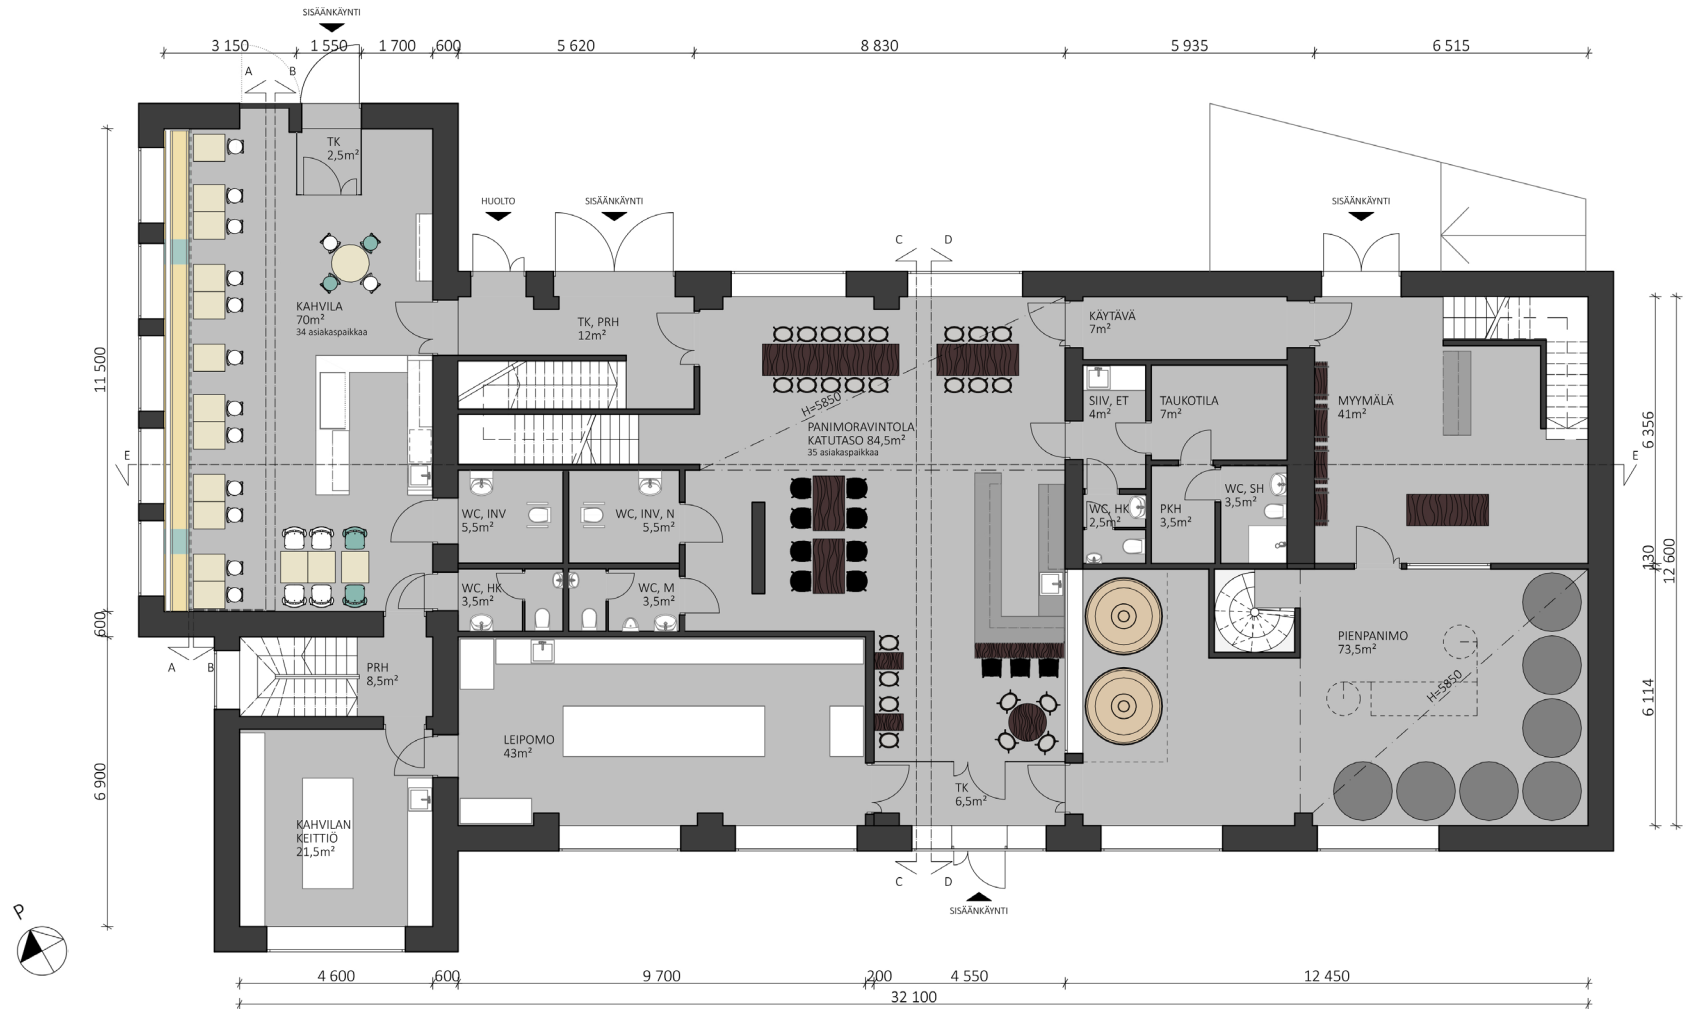 SISÄÄNKÄYNTI
3 150
1 550
1 700
600
5 620
8 830
5 935
6 515
A
B
TK
2,5m²
HUOLTO
SISÄÄNKÄYNTI
SISÄÄNKÄYNTI
C
D
KAHVILA
70m²
34 asiakaspaikkaa
TK, PRH
12m²
KÄYTÄVÄ
7m²
11 500
H=5850
SIIV, ET
4m²
TAUKOTILA
7m²
MYYMÄLÄ
41m²
PANIMORAVINTOLA
KATUTASO 84,5m²
35 asiakaspaikkaa
6 356
E
E
WC, INV
5,5m²
WC, INV, N
5,5m²
WC, HK
2,5m²
PKH
3,5m²
WC, SH
3,5m²
130
12 600
WC, HK
3,5m²
WC, M
3,5m²
600
PIENPANIMO
73,5m²
A
B
PRH
8,5m²
H=5850
6 114
LEIPOMO
43m²
6 900
TK
6,5m²
KAHVILAN
KEITTIÖ
21,5m²
C
D
SISÄÄNKÄYNTI
P
4 600
600
9 700
200
4 550
12 450
32 100